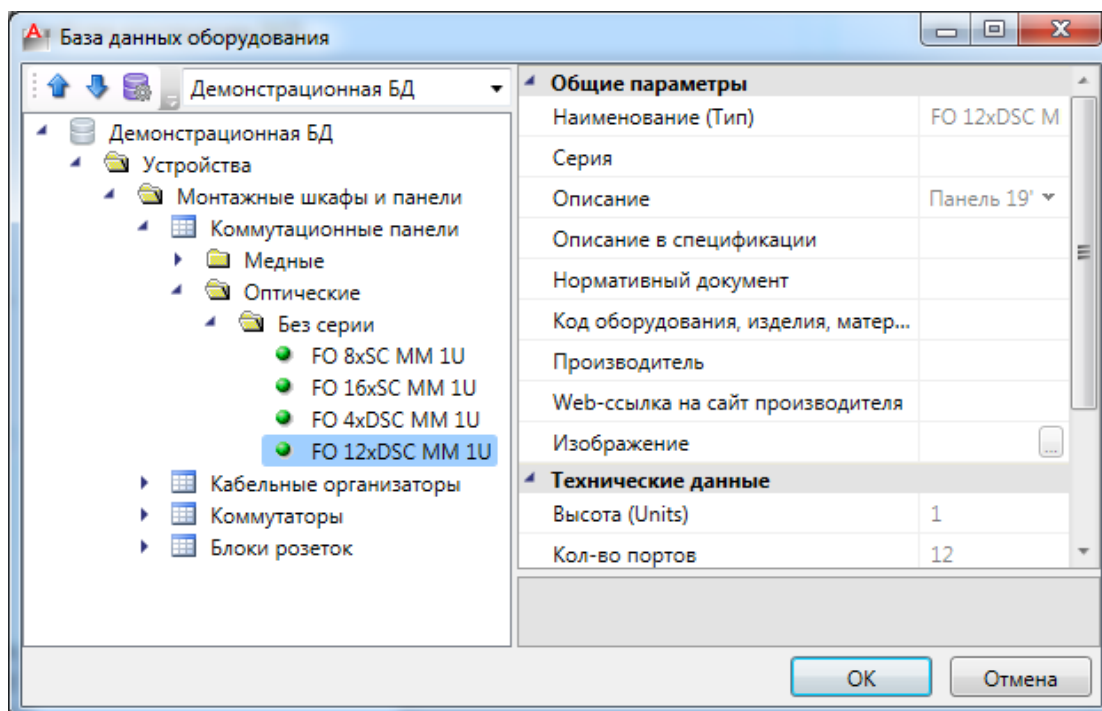 База данных оборудования
Демонстрационная БД
Демонстрационная БД
Устройства
Монтажные шкафы и панели
Коммутационные панели
Медные
Оптические
Без серии
FO 8xSC MM 1U
FO 16xSC MM 1U
FO 4xDSC MM 1U
FO 12xDSC MM 1U
Кабельные организаторы
Коммутаторы
Блоки розеток
Общие параметры
Наименование (Тип) FO 12xDSC M
Серия
Описание Панель 19"
Описание в спецификации
Нормативный документ
Код оборудования, изделия, матер...
Производитель
Web-ссылка на сайт производителя
Изображение ...
Технические данные
Высота (Units) 1
Кол-во портов 12
OK Отмена